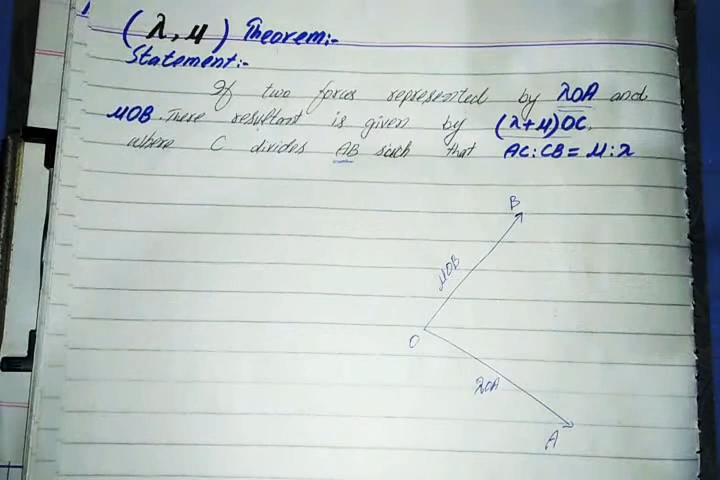 (λ, μ) Theorem:-
Statement:-
If two forces represented by λOA and
μOB. There resultant is given by (λ+μ)OC.
where C divides AB such that AC:CB = μ:λ
B
μOB
O
λOA
A